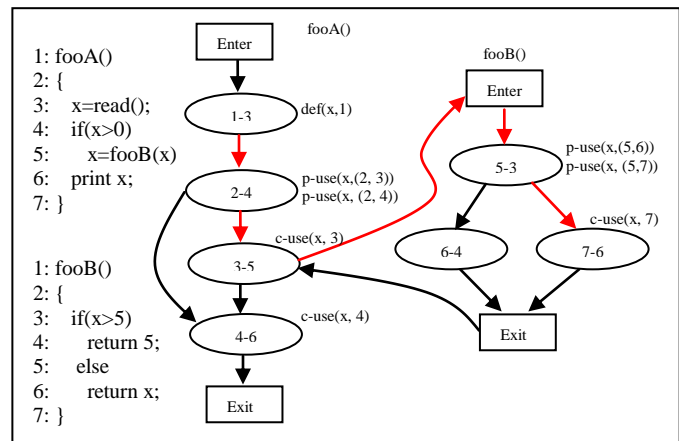 1: fooA()
2: {
3: x=read();
4: if(x>0)
5: x=fooB(x)
6: print x;
7: }
1: fooB()
2: {
3: if(x>5)
4: return 5;
5: else
6: return x;
7: }
fooA()
Enter
1-3
def(x,1)
2-4
p-use(x,(2, 3))
p-use(x, (2, 4))
3-5
c-use(x, 3)
4-6
c-use(x, 4)
Exit
fooB()
Enter
5-3
p-use(x,(5,6))
p-use(x, (5,7))
6-4
7-6
c-use(x, 7)
Exit